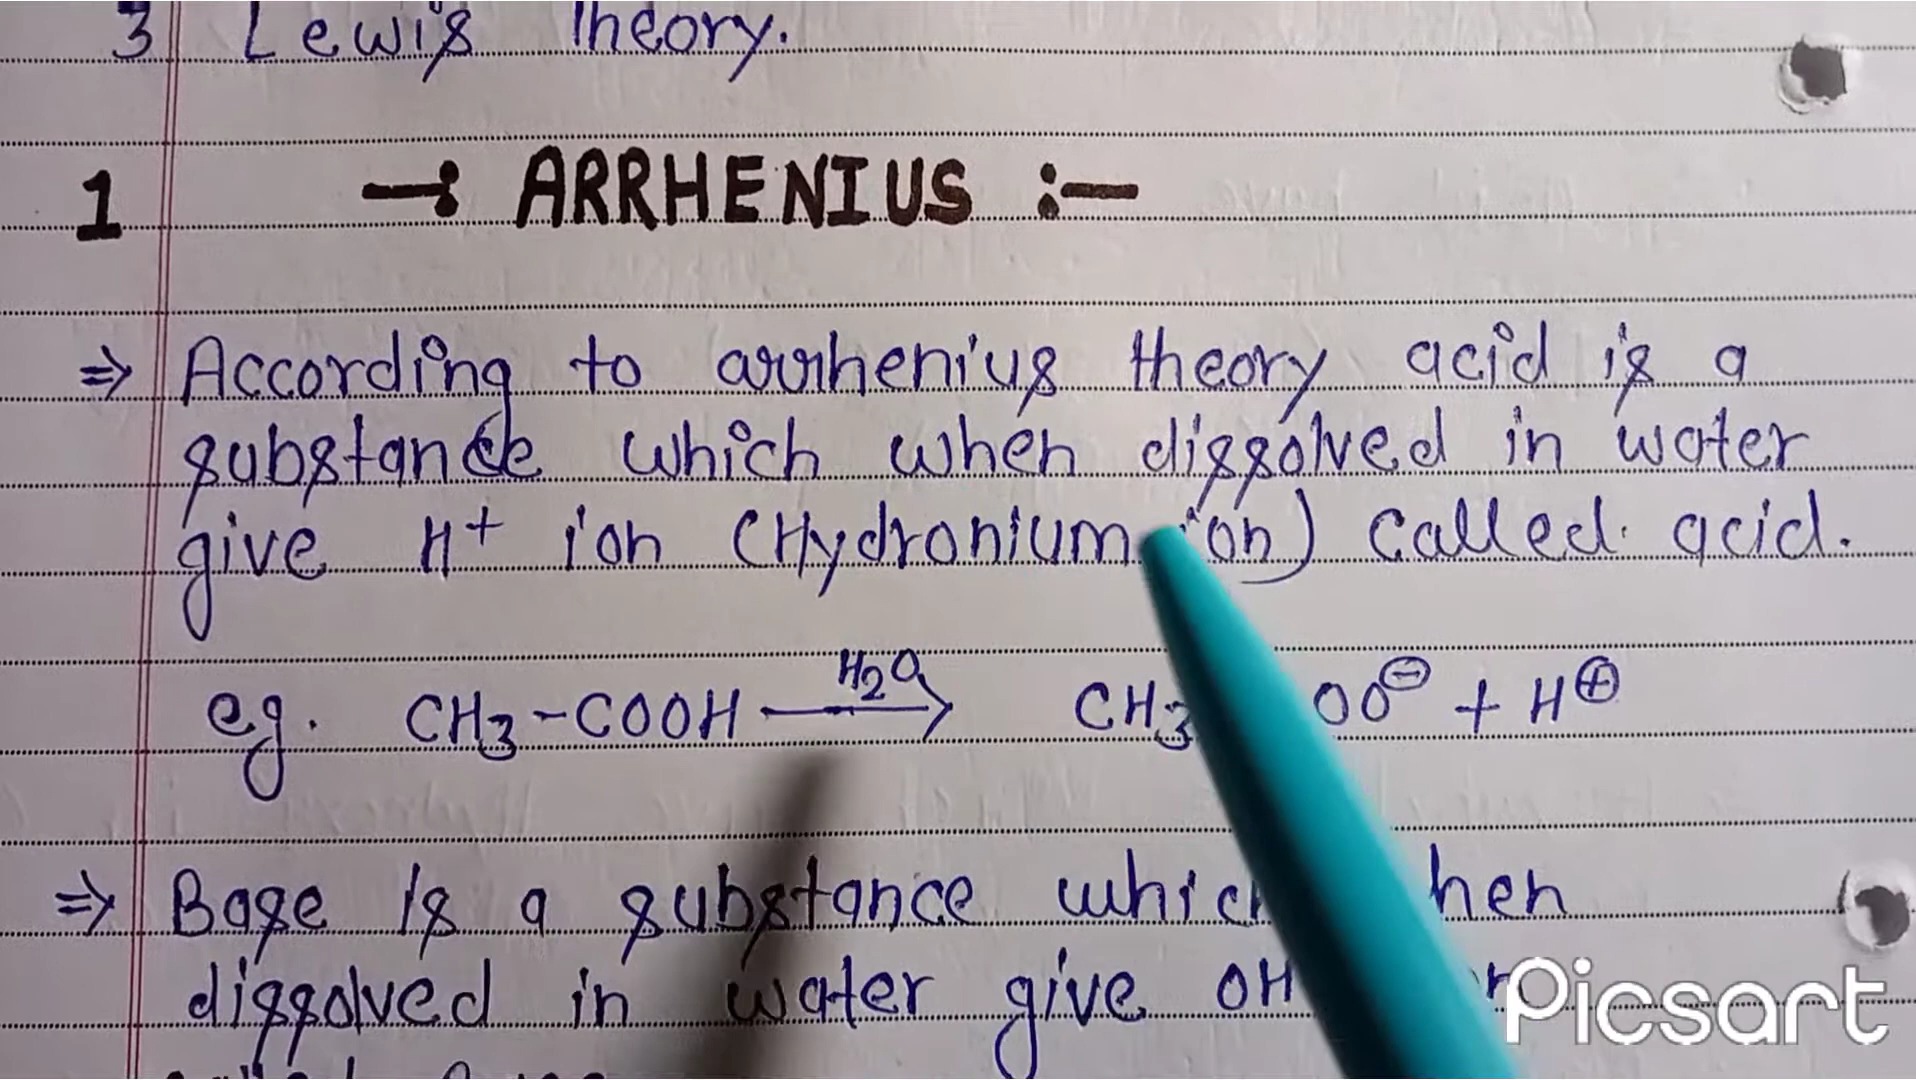 3 Lewis Theory.
1 → ARRHENIUS :—
⇒ According to arrhenius theory acid is a
substance which when dissolved in water
give H+ ion (Hydronium ion) called acid.
eg. CH3-COOH —H2O→ CH3 OO⊖ + H⊕
⇒ Base is a substance which hen
dissolved in water give OH
Picsart